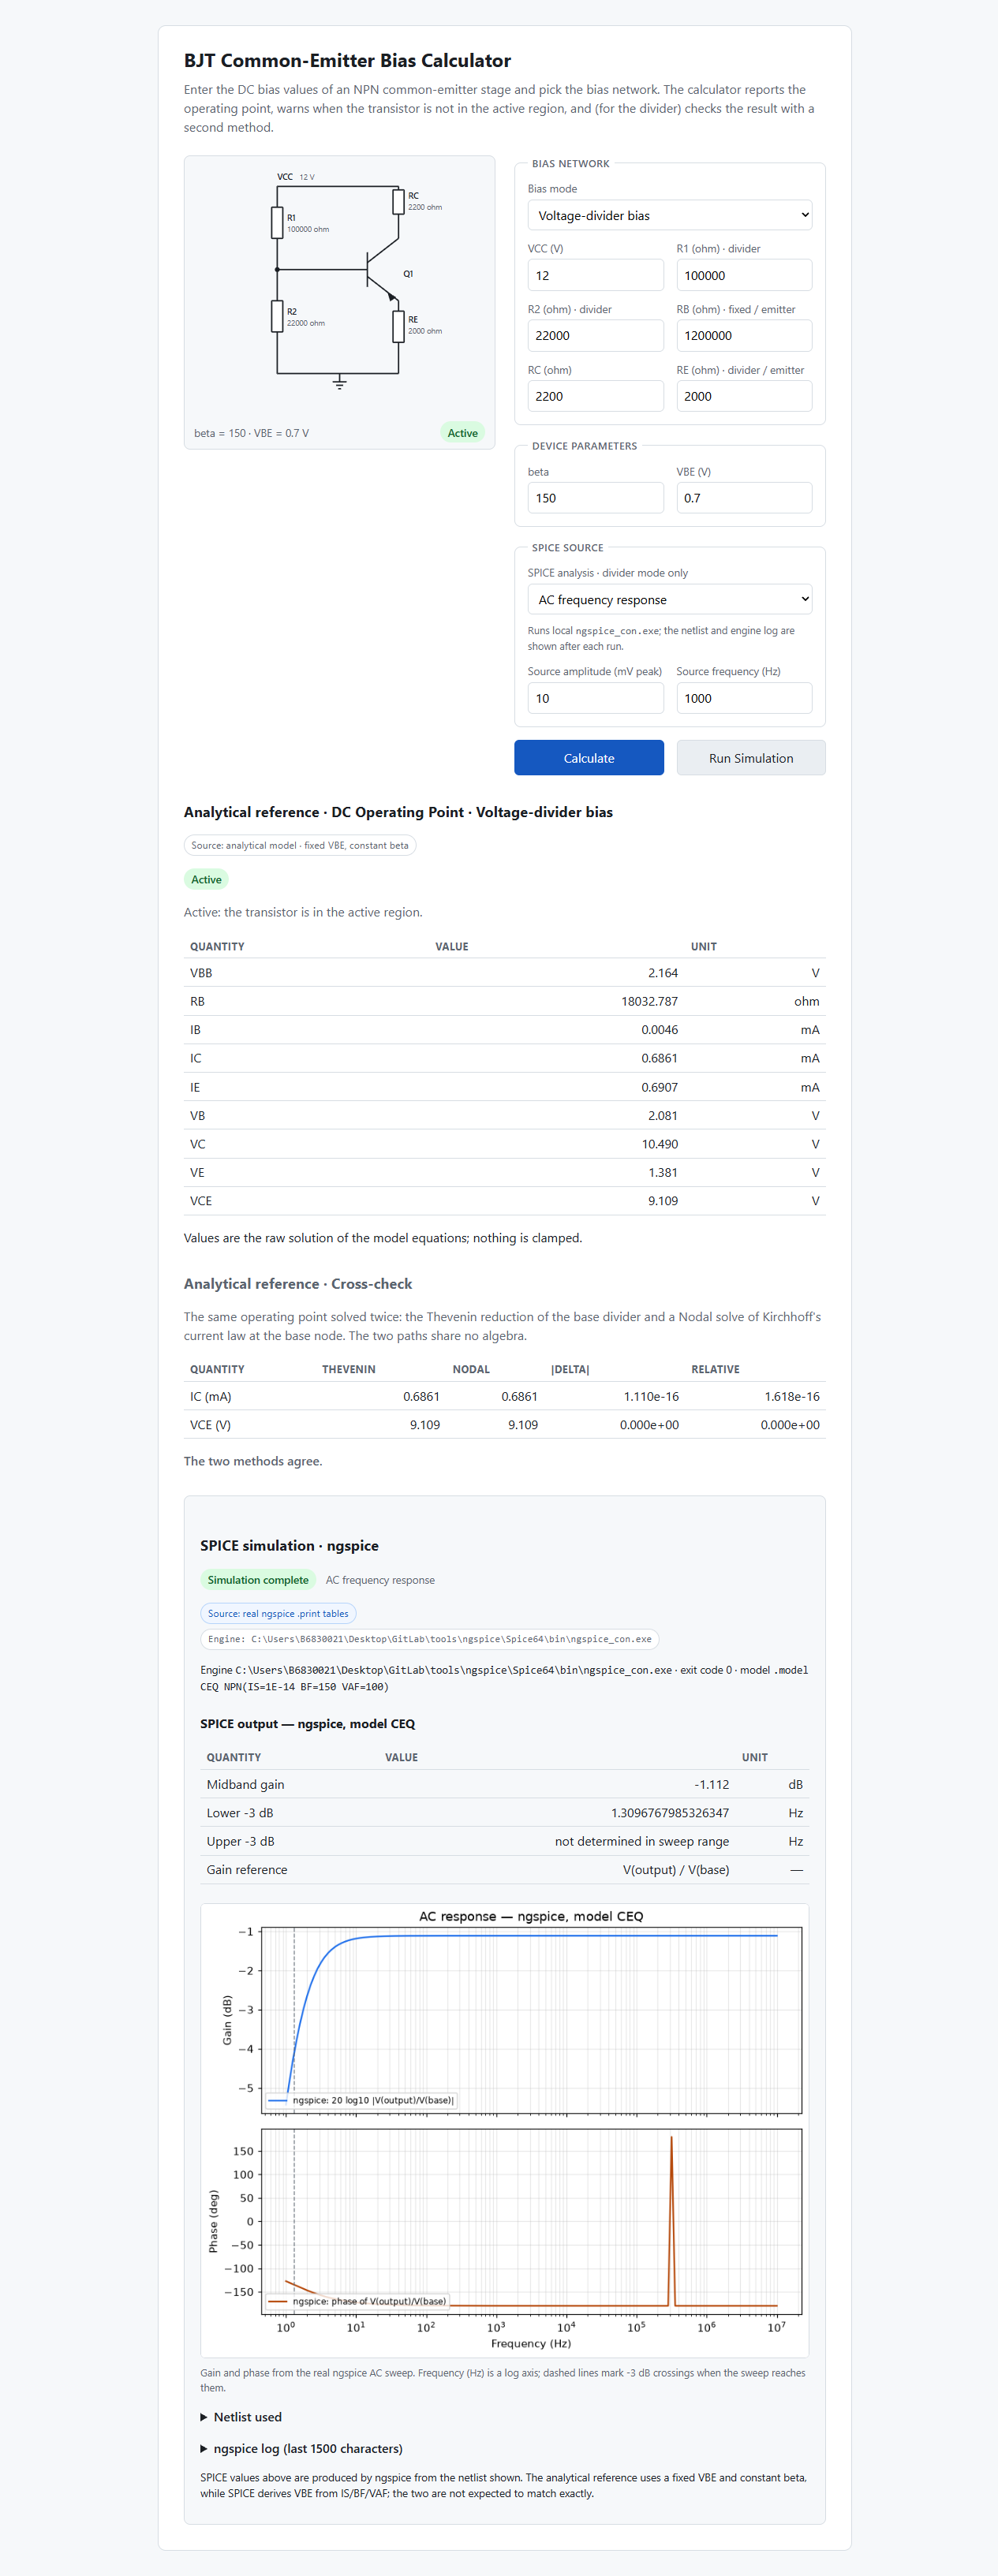 BJT Common-Emitter Bias Calculator
Enter the DC bias values of an NPN common-emitter stage and pick the bias network. The calculator reports the
operating point, warns when the transistor is not in the active region, and (for the divider) checks the result with a
second method.
VCC 12 V
RC
2200 ohm
R1
100000 ohm
Q1
R2
22000 ohm
RE
2000 ohm
beta = 150 · VBE = 0.7 V
Active
BIAS NETWORK
Bias mode
Voltage-divider bias
VCC (V)
R1 (ohm) · divider
12
100000
R2 (ohm) · divider
RB (ohm) · fixed / emitter
22000
1200000
RC (ohm)
RE (ohm) · divider / emitter
2200
2000
DEVICE PARAMETERS
beta
VBE (V)
150
0.7
SPICE SOURCE
SPICE analysis · divider mode only
AC frequency response
Runs local ngspice_con.exe; the netlist and engine log are
shown after each run.
Source amplitude (mV peak)
Source frequency (Hz)
10
1000
Calculate
Run Simulation
Analytical reference · DC Operating Point · Voltage-divider bias
Source: analytical model · fixed VBE, constant beta
Active
Active: the transistor is in the active region.
QUANTITY VALUE UNIT
VBB 2.164 V
RB 18032.787 ohm
IB 0.0046 mA
IC 0.6861 mA
IE 0.6907 mA
VB 2.081 V
VC 10.490 V
VE 1.381 V
VCE 9.109 V
Values are the raw solution of the model equations; nothing is clamped.
Analytical reference · Cross-check
The same operating point solved twice: the Thevenin reduction of the base divider and a Nodal solve of Kirchhoff's
current law at the base node. The two paths share no algebra.
QUANTITY THEVENIN NODAL |DELTA| RELATIVE
IC (mA) 0.6861 0.6861 1.110e-16 1.618e-16
VCE (V) 9.109 9.109 0.000e+00 0.000e+00
The two methods agree.
SPICE simulation · ngspice
Simulation complete AC frequency response
Source: real ngspice .print tables
Engine: C:\Users\B6830021\Desktop\GitLab\tools\ngspice\Spice64\bin\ngspice_con.exe
Engine C:\Users\B6830021\Desktop\GitLab\tools\ngspice\Spice64\bin\ngspice_con.exe · exit code 0 · model .model
CEQ NPN(IS=1E-14 BF=150 VAF=100)
SPICE output — ngspice, model CEQ
QUANTITY VALUE UNIT
Midband gain -1.112 dB
Lower -3 dB 1.3096767985326347 Hz
Upper -3 dB not determined in sweep range Hz
Gain reference V(output) / V(base) —
AC response — ngspice, model CEQ
Gain (dB)
−1
−2
−3
−4
−5
ngspice: 20 log10 |V(output)/V(base)|
Phase (deg)
150
100
50
0
−50
−100
−150
ngspice: phase of V(output)/V(base)
10⁰ 10¹ 10² 10³ 10⁴ 10⁵ 10⁶ 10⁷
Frequency (Hz)
Gain and phase from the real ngspice AC sweep. Frequency (Hz) is a log axis; dashed lines mark -3 dB crossings when the sweep reaches
them.
▶ Netlist used
▶ ngspice log (last 1500 characters)
SPICE values above are produced by ngspice from the netlist shown. The analytical reference uses a fixed VBE and constant beta,
while SPICE derives VBE from IS/BF/VAF; the two are not expected to match exactly.